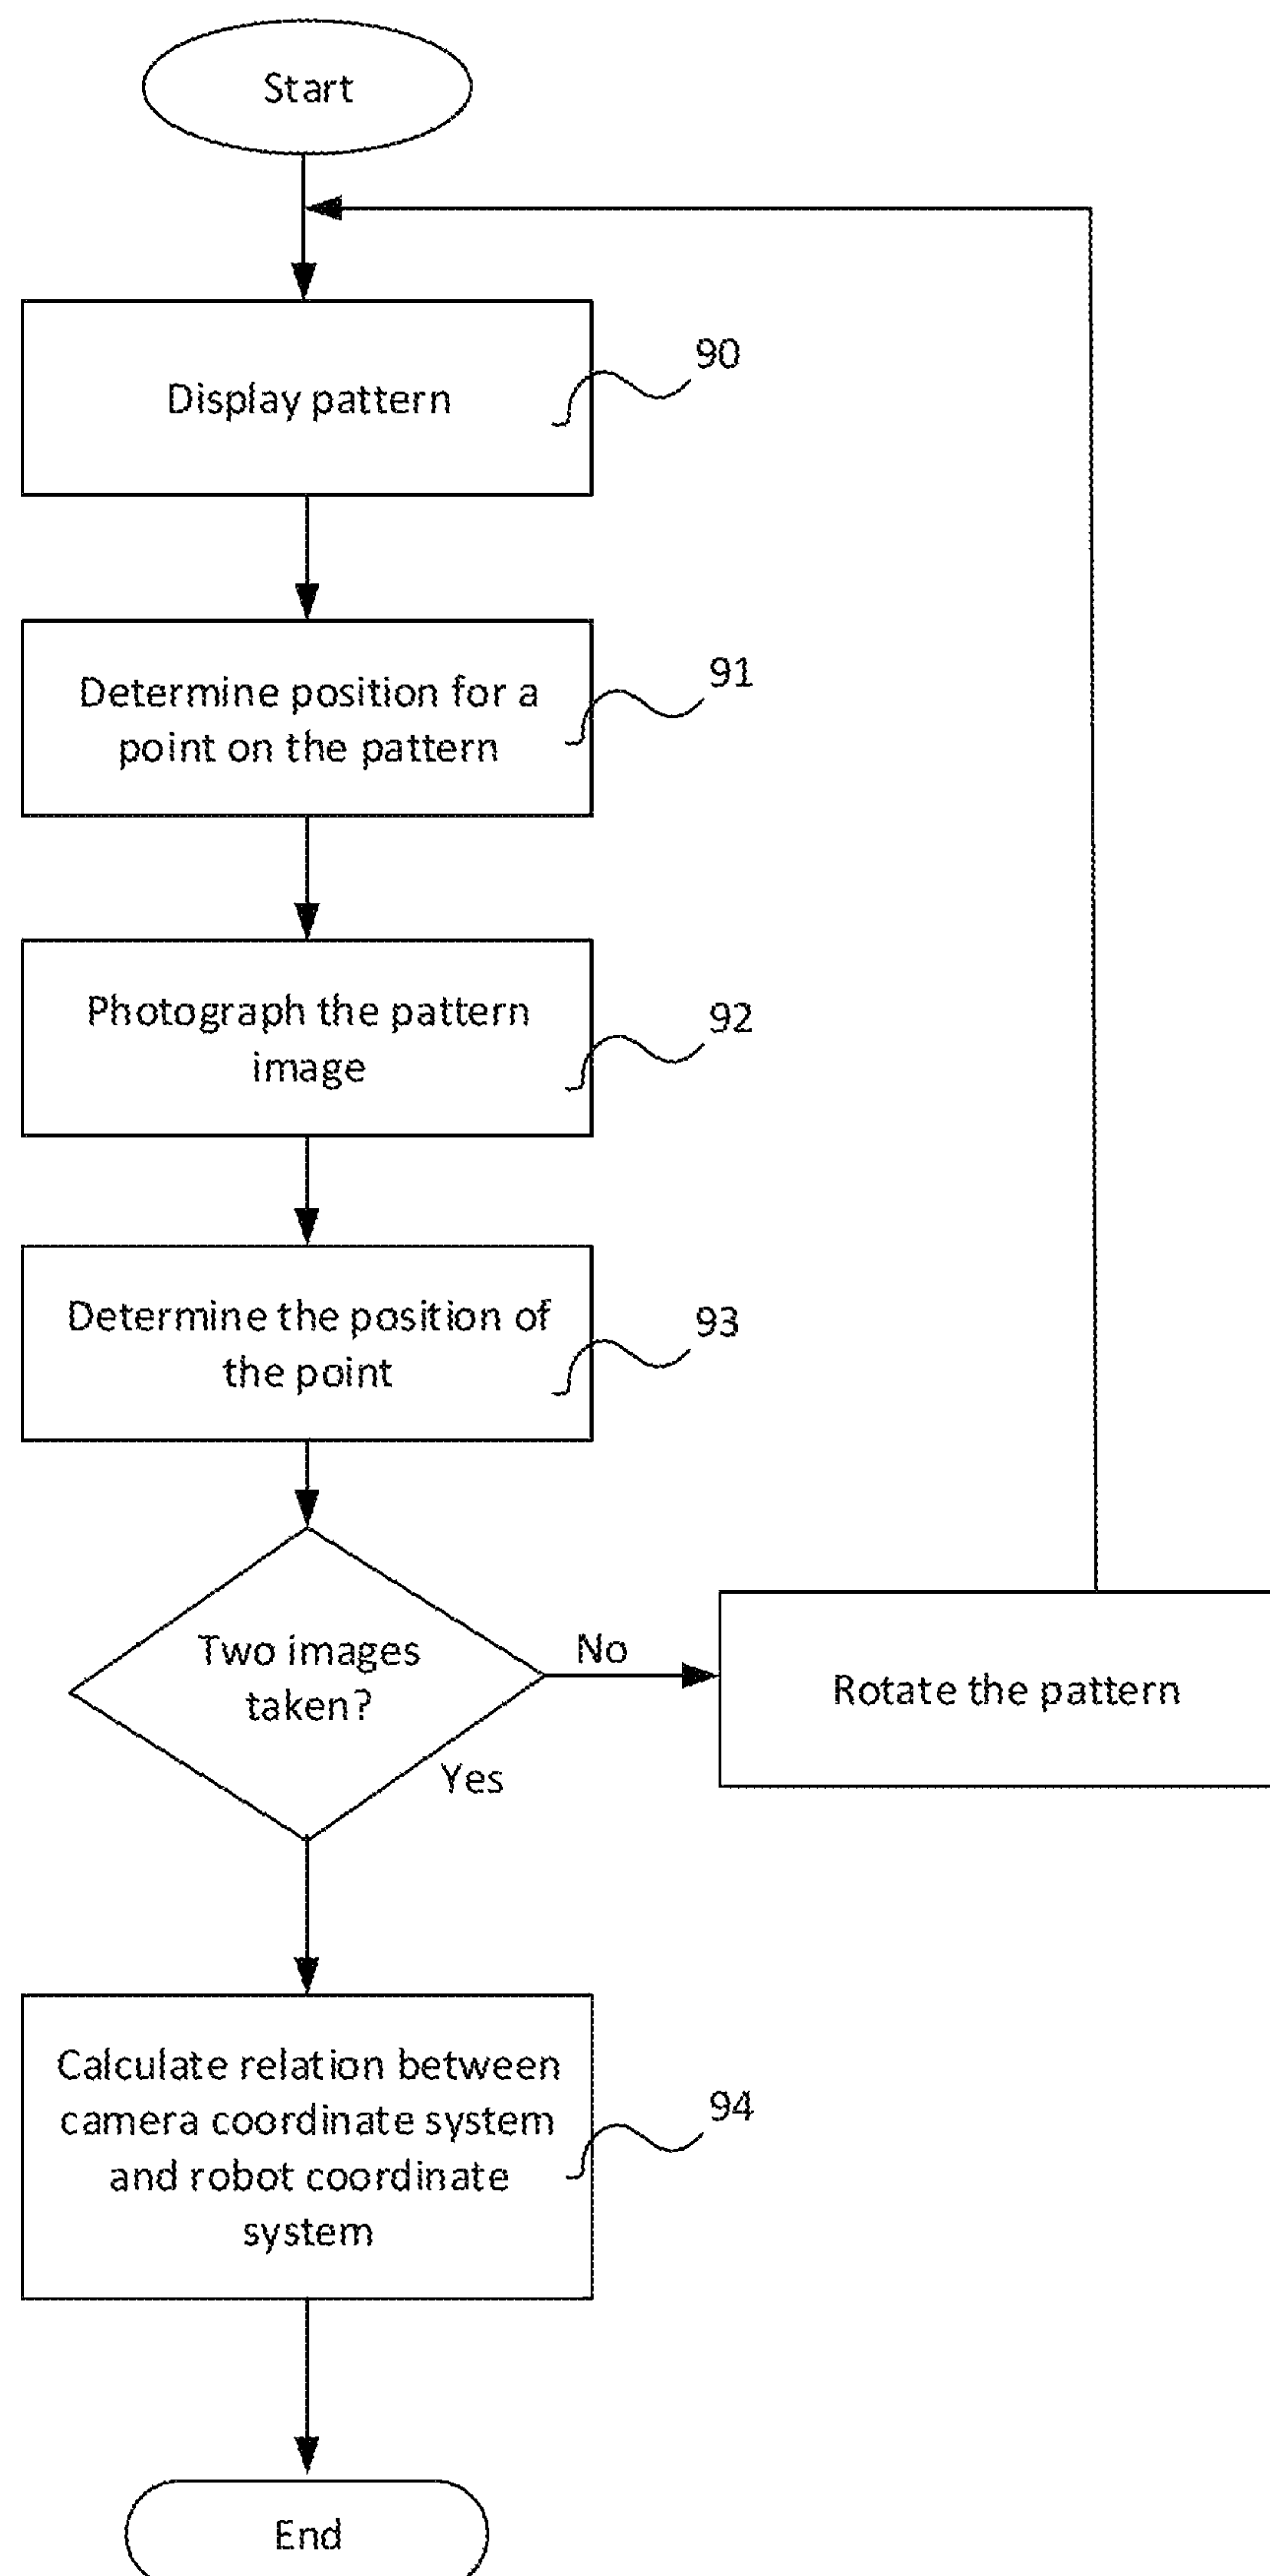 Start
Display pattern
90
Determine position for a
point on the pattern
91
Photograph the pattern
image
92
Determine the position of
the point
93
Two images
taken?
No
Rotate the pattern
Yes
Calculate relation between
camera coordinate system
and robot coordinate
system
94
End